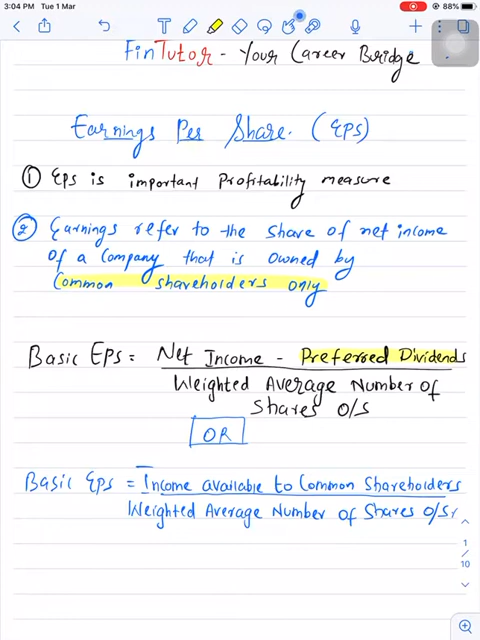 3:04 PM Tue 1 Mar
88%
FinTutor - Your Career Bridge
Earnings Per Share. (EPS)
① EPS is important Profitability measure
② Earnings refer to the share of net income
of a company that is owned by
Common shareholders only
Basic EPS = Net Income - Preferred Dividends
Weighted Average Number of
Shares O/S
OR
Basic EPS = Income available to Common Shareholders
Weighted Average Number of Shares O/S
1
10